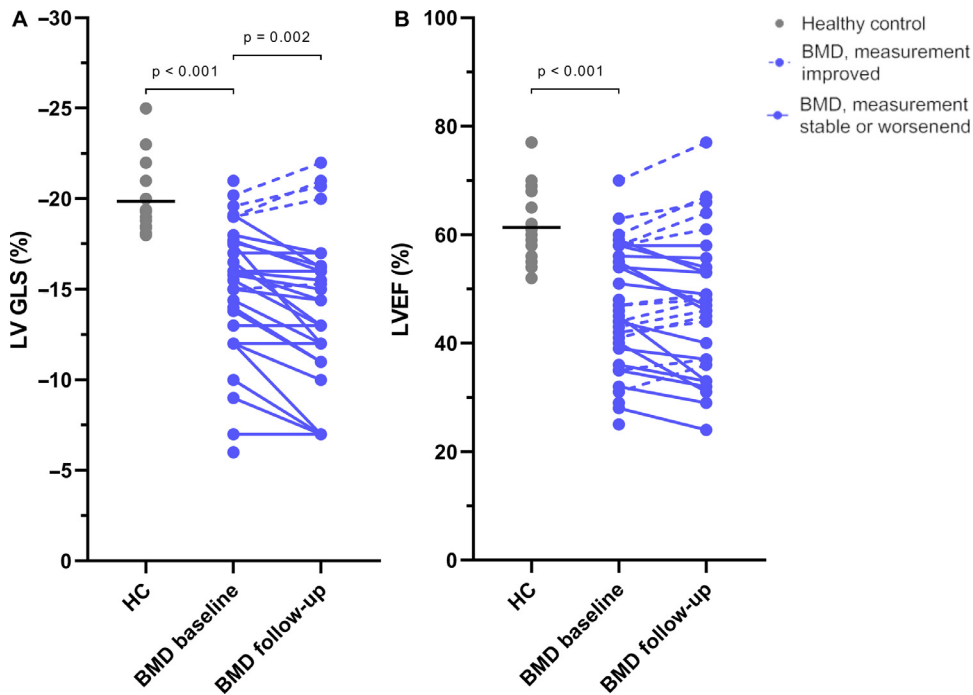 A
LV GLS (%)
–30
–25
–20
–15
–10
–5
0
p < 0.001
p = 0.002
HC
BMD baseline
BMD follow-up
B
LVEF (%)
100
80
60
40
20
0
p < 0.001
HC
BMD baseline
BMD follow-up
Healthy control
BMD, measurement
improved
BMD, measurement
stable or worsenend